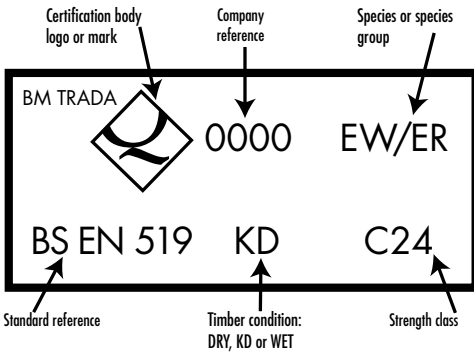 Certification body
logo or mark
Company
reference
Species or species
group
BM TRADA
Q
0000
EW/ER
BS EN 519
KD
C24
Standard reference
Timber condition:
DRY, KD or WET
Strength class